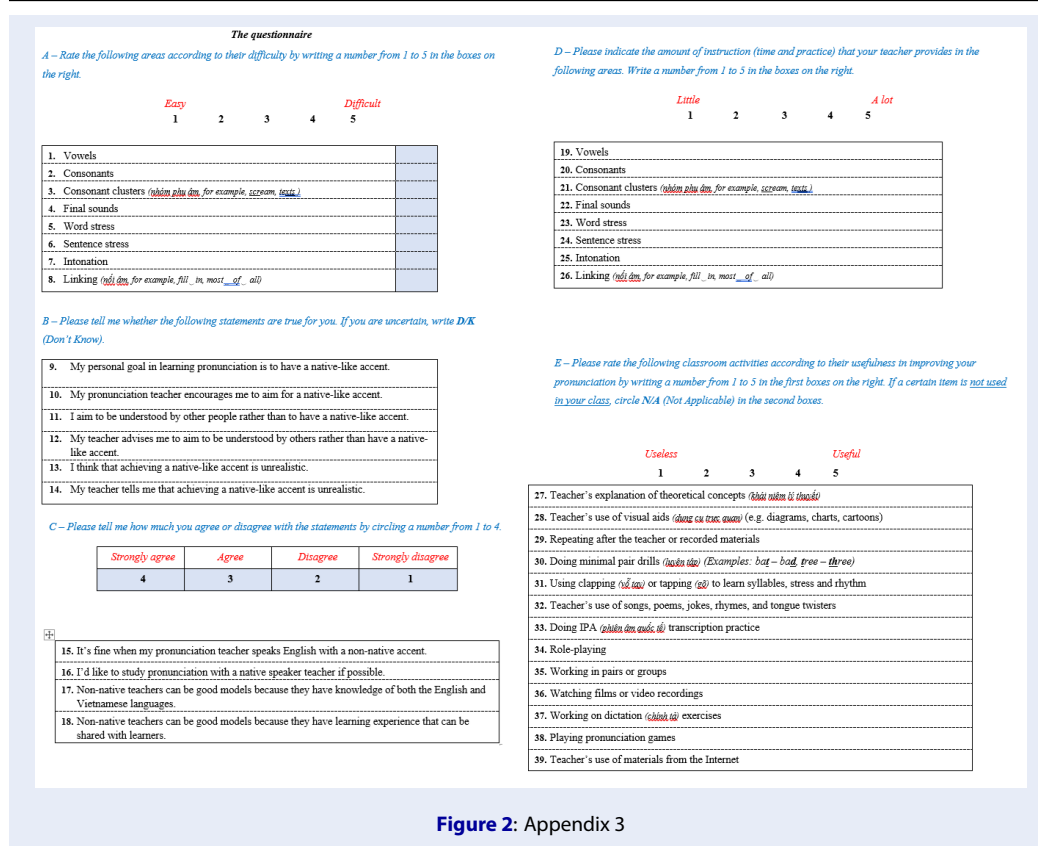 The questionnaire
A – Rate the following areas according to their difficulty by writing a number from 1 to 5 in the boxes on
the right.
Easy Difficult
1 2 3 4 5
1. Vowels
2. Consonants
3. Consonant clusters (nhóm phụ âm, for example, scream, texts )
4. Final sounds
5. Word stress
6. Sentence stress
7. Intonation
8. Linking (nối âm, for example, fill _ in, most _ of _ all)
B – Please tell me whether the following statements are true for you. If you are uncertain, write D/K
(Don't Know).
9. My personal goal in learning pronunciation is to have a native-like accent.
10. My pronunciation teacher encourages me to aim for a native-like accent.
11. I aim to be understood by other people rather than to have a native-like accent.
12. My teacher advises me to aim to be understood by others rather than have a native-
like accent.
13. I think that achieving a native-like accent is unrealistic.
14. My teacher tells me that achieving a native-like accent is unrealistic.
C – Please tell me how much you agree or disagree with the statements by circling a number from 1 to 4.
Strongly agree Agree Disagree Strongly disagree
4 3 2 1
15. It's fine when my pronunciation teacher speaks English with a non-native accent.
16. I'd like to study pronunciation with a native speaker teacher if possible.
17. Non-native teachers can be good models because they have knowledge of both the English and
Vietnamese languages.
18. Non-native teachers can be good models because they have learning experience that can be
shared with learners.
D – Please indicate the amount of instruction (time and practice) that your teacher provides in the
following areas. Write a number from 1 to 5 in the boxes on the right.
Little A lot
1 2 3 4 5
19. Vowels
20. Consonants
21. Consonant clusters (nhóm phụ âm, for example, scream, texts )
22. Final sounds
23. Word stress
24. Sentence stress
25. Intonation
26. Linking (nối âm, for example, fill _ in, most _ of _ all)
E – Please rate the following classroom activities according to their usefulness in improving your
pronunciation by writing a number from 1 to 5 in the first boxes on the right. If a certain item is not used
in your class, circle N/A (Not Applicable) in the second boxes.
Useless Useful
1 2 3 4 5
27. Teacher's explanation of theoretical concepts (khái niệm lý thuyết)
28. Teacher's use of visual aids (dụng cụ trực quan) (e.g. diagrams, charts, cartoons)
29. Repeating after the teacher or recorded materials
30. Doing minimal pair drills (luyện tập) (Examples: bat – bad, tree – three)
31. Using clapping (vỗ tay) or tapping (gõ) to learn syllables, stress and rhythm
32. Teacher's use of songs, poems, jokes, rhymes, and tongue twisters
33. Doing IPA (phiên âm quốc tế) transcription practice
34. Role-playing
35. Working in pairs or groups
36. Watching films or video recordings
37. Working on dictation (chính tả) exercises
38. Playing pronunciation games
39. Teacher's use of materials from the Internet
Figure 2: Appendix 3